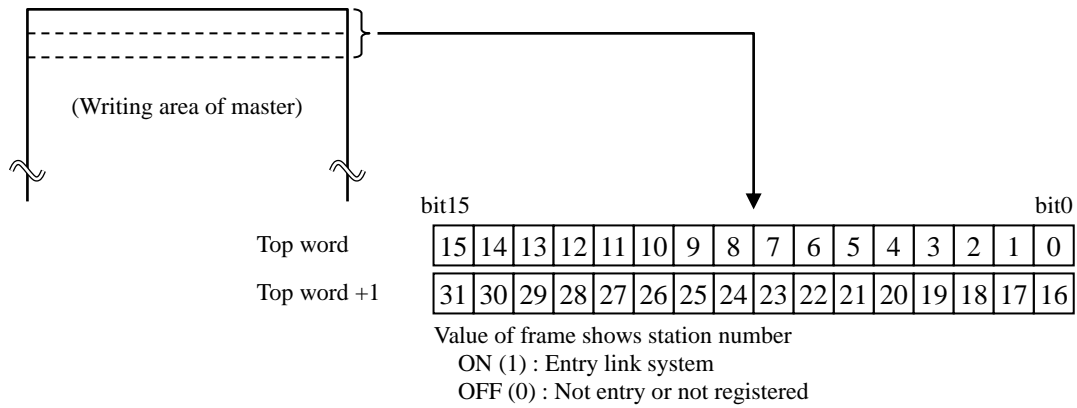 (Writing area of master)
bit15 bit0
Top word 15 14 13 12 11 10 9 8 7 6 5 4 3 2 1 0
Top word +1 31 30 29 28 27 26 25 24 23 22 21 20 19 18 17 16
Value of frame shows station number
ON (1) : Entry link system
OFF (0) : Not entry or not registered